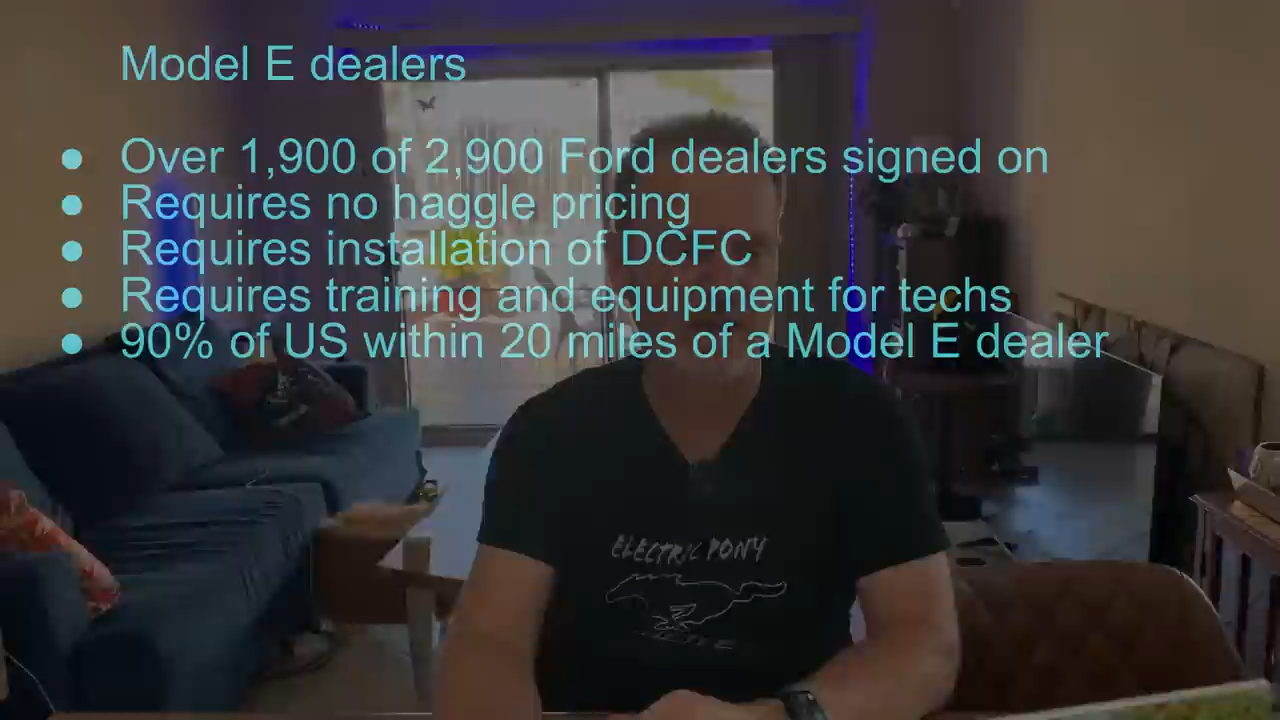 Model E dealers
● Over 1,900 of 2,900 Ford dealers signed on
● Requires no haggle pricing
● Requires installation of DCFC
● Requires training and equipment for techs
● 90% of US within 20 miles of a Model E dealer
ELECTRIC PONY